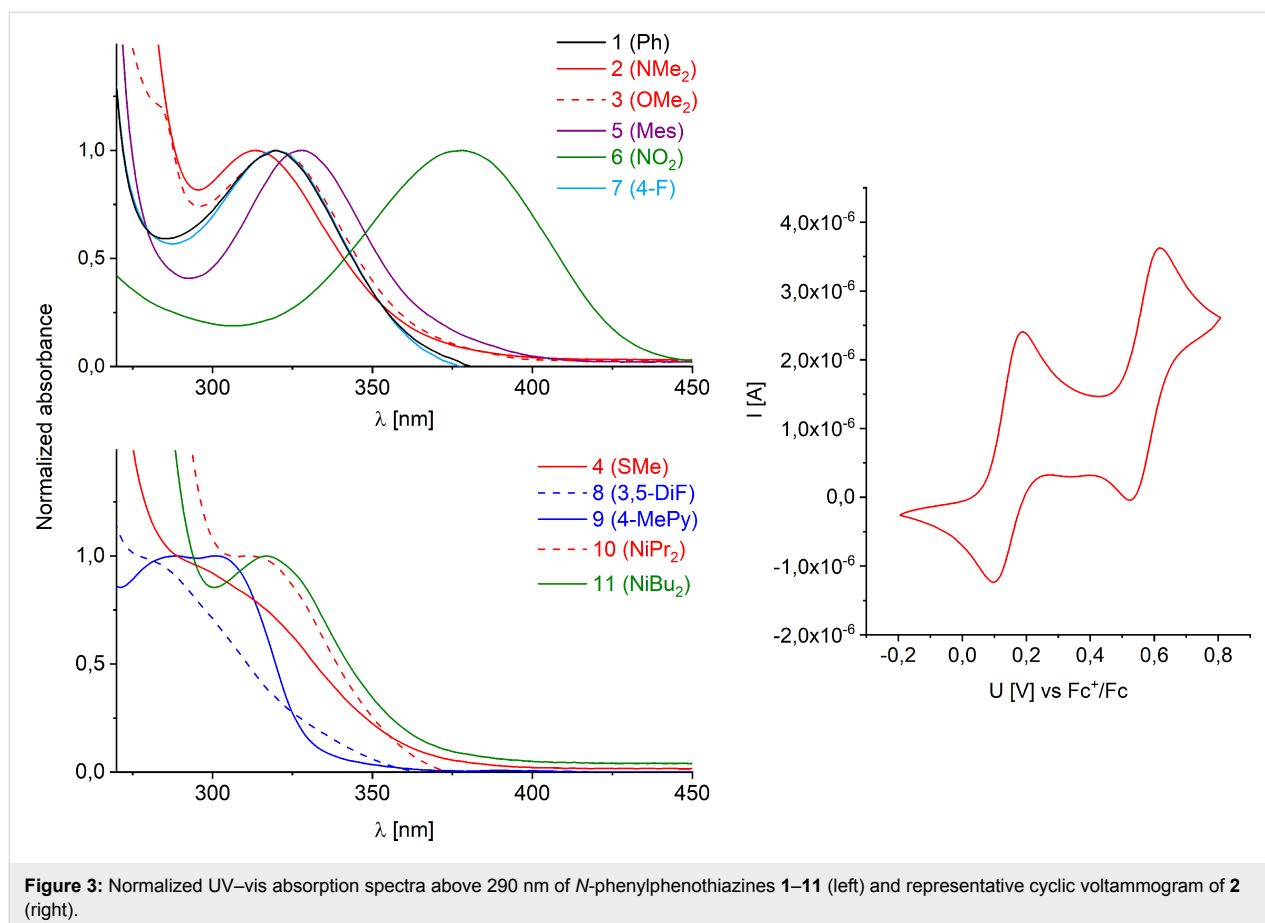 1 (Ph)
2 (NMe₂)
3 (OMe₂)
5 (Mes)
6 (NO₂)
7 (4-F)
1,0
0,5
0,0
300
350
400
450
λ [nm]
Normalized absorbance
4 (SMe)
8 (3,5-DiF)
9 (4-MePy)
10 (NiPr₂)
11 (NiBu₂)
1,0
0,5
0,0
300
350
400
450
λ [nm]
4,0x10⁻⁶
3,0x10⁻⁶
2,0x10⁻⁶
1,0x10⁻⁶
0,0
-1,0x10⁻⁶
-2,0x10⁻⁶
I [A]
-0,2
0,0
0,2
0,4
0,6
0,8
U [V] vs Fc⁺/Fc
Figure 3: Normalized UV–vis absorption spectra above 290 nm of N-phenylphenothiazines 1–11 (left) and representative cyclic voltammogram of 2
(right).